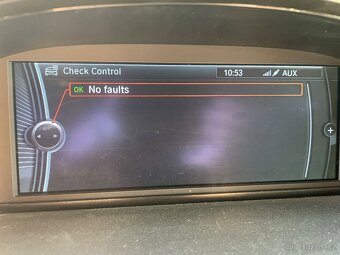 Check Control
10:53
AUX
OK No faults
+